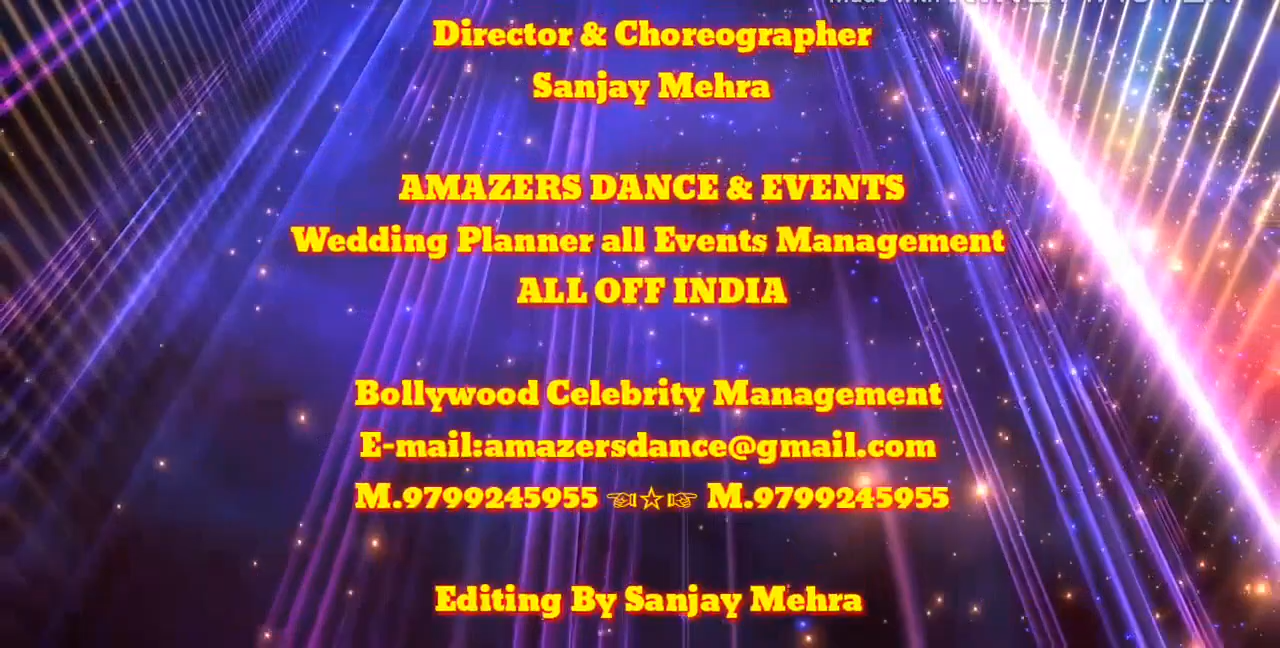 Director & Choreographer
Sanjay Mehra
AMAZERS DANCE & EVENTS
Wedding Planner all Events Management
ALL OFF INDIA
Bollywood Celebrity Management
E-mail:amazersdance@gmail.com
M.9799245955 ☜☆☞ M.9799245955
Editing By Sanjay Mehra